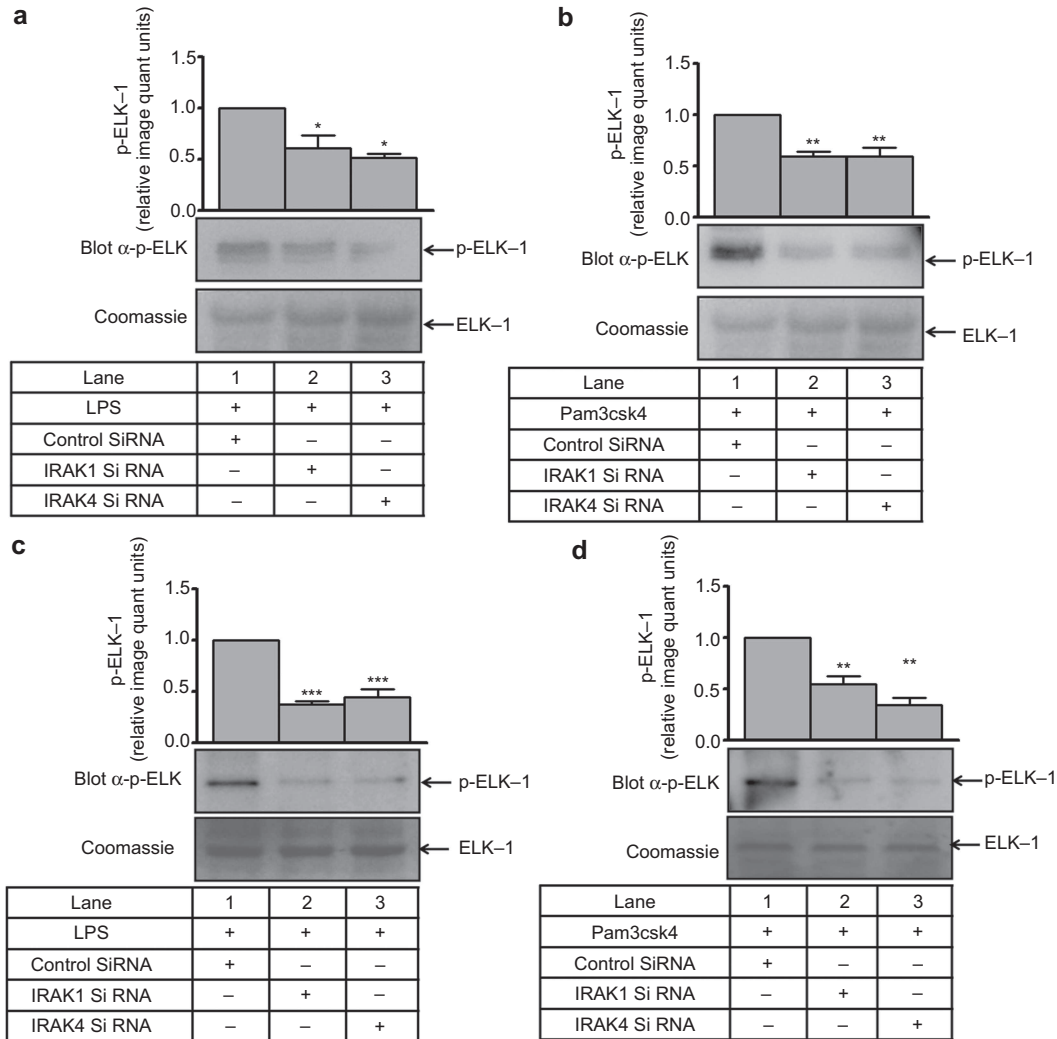 a
p-ELK–1
(relative image quant units)
1.5
1.0
0.5
0.0
*
*
Blot α-p-ELK
p-ELK–1
Coomassie
ELK–1
Lane 1 2 3
LPS + + +
Control SiRNA + – –
IRAK1 Si RNA – + –
IRAK4 Si RNA – – +
b
p-ELK–1
(relative image quant units)
1.5
1.0
0.5
0.0
**
**
Blot α-p-ELK
p-ELK–1
Coomassie
ELK–1
Lane 1 2 3
Pam3csk4 + + +
Control SiRNA + – –
IRAK1 Si RNA – + –
IRAK4 Si RNA – – +
c
p-ELK–1
(relative image quant units)
1.5
1.0
0.5
0.0
***
***
Blot α-p-ELK
p-ELK–1
Coomassie
ELK–1
Lane 1 2 3
LPS + + +
Control SiRNA + – –
IRAK1 Si RNA – + –
IRAK4 Si RNA – – +
d
p-ELK–1
(relative image quant units)
1.5
1.0
0.5
0.0
**
**
Blot α-p-ELK
p-ELK–1
Coomassie
ELK–1
Lane 1 2 3
Pam3csk4 + + +
Control SiRNA + – –
IRAK1 Si RNA – + –
IRAK4 Si RNA – – +